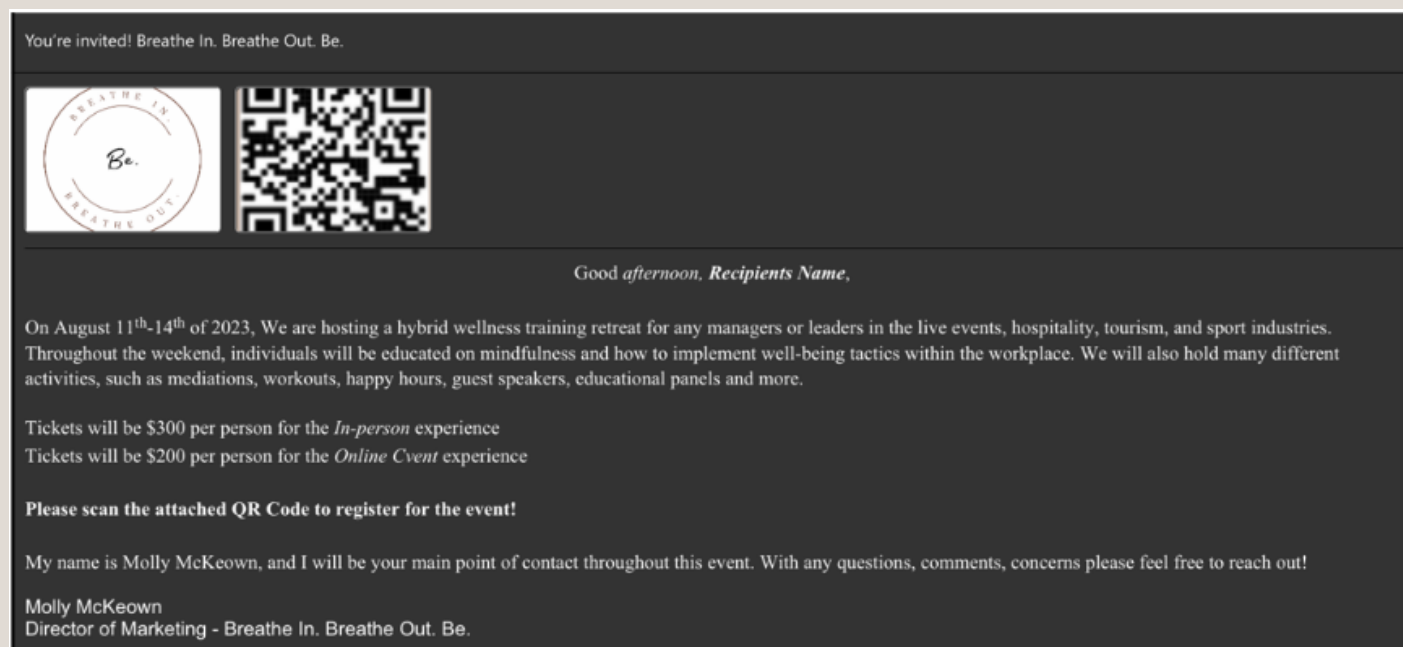 You're invited! Breathe In. Breathe Out. Be.
BREATHE IN.
Be.
BREATHE OUT.
Good afternoon, Recipients Name,
On August 11th-14th of 2023, We are hosting a hybrid wellness training retreat for any managers or leaders in the live events, hospitality, tourism, and sport industries.
Throughout the weekend, individuals will be educated on mindfulness and how to implement well-being tactics within the workplace. We will also hold many different
activities, such as mediations, workouts, happy hours, guest speakers, educational panels and more.
Tickets will be $300 per person for the In-person experience
Tickets will be $200 per person for the Online Cvent experience
Please scan the attached QR Code to register for the event!
My name is Molly McKeown, and I will be your main point of contact throughout this event. With any questions, comments, concerns please feel free to reach out!
Molly McKeown
Director of Marketing - Breathe In. Breathe Out. Be.